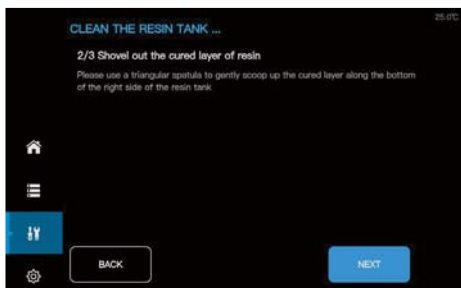 25.0℃
CLEAN THE RESIN TANK ...
2/3 Shovel out the cured layer of resin
Please use a triangular spatula to gently scoop up the cured layer along the bottom
of the right side of the resin tank
BACK
NEXT